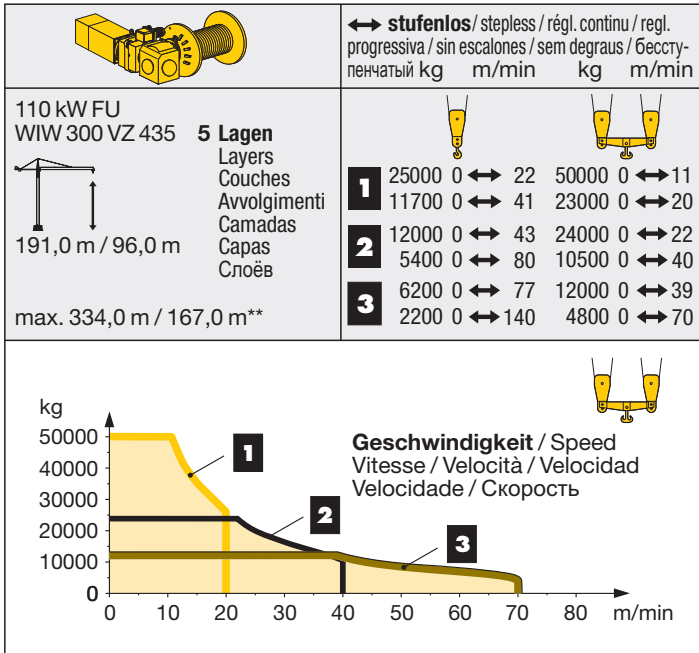 ↔ stufenlos / stepless / régl. continu / regl.
progressiva / sin escalones / sem degraus / бессту-
пенчатый kg m/min kg m/min
110 kW FU
WIW 300 VZ 435
5 Lagen
Layers
Couches
Avvolgimenti
Camadas
Capas
Слоёв
191,0 m / 96,0 m
max. 334,0 m / 167,0 m**
1
25000 0 ↔ 22 50000 0 ↔ 11
11700 0 ↔ 41 23000 0 ↔ 20
2
12000 0 ↔ 43 24000 0 ↔ 22
5400 0 ↔ 80 10500 0 ↔ 40
3
6200 0 ↔ 77 12000 0 ↔ 39
2200 0 ↔ 140 4800 0 ↔ 70
kg
50000
40000
30000
20000
10000
0
1
2
3
Geschwindigkeit / Speed
Vitesse / Velocità / Velocidad
Velocidade / Скорость
0 10 20 30 40 50 60 70 80 m/min